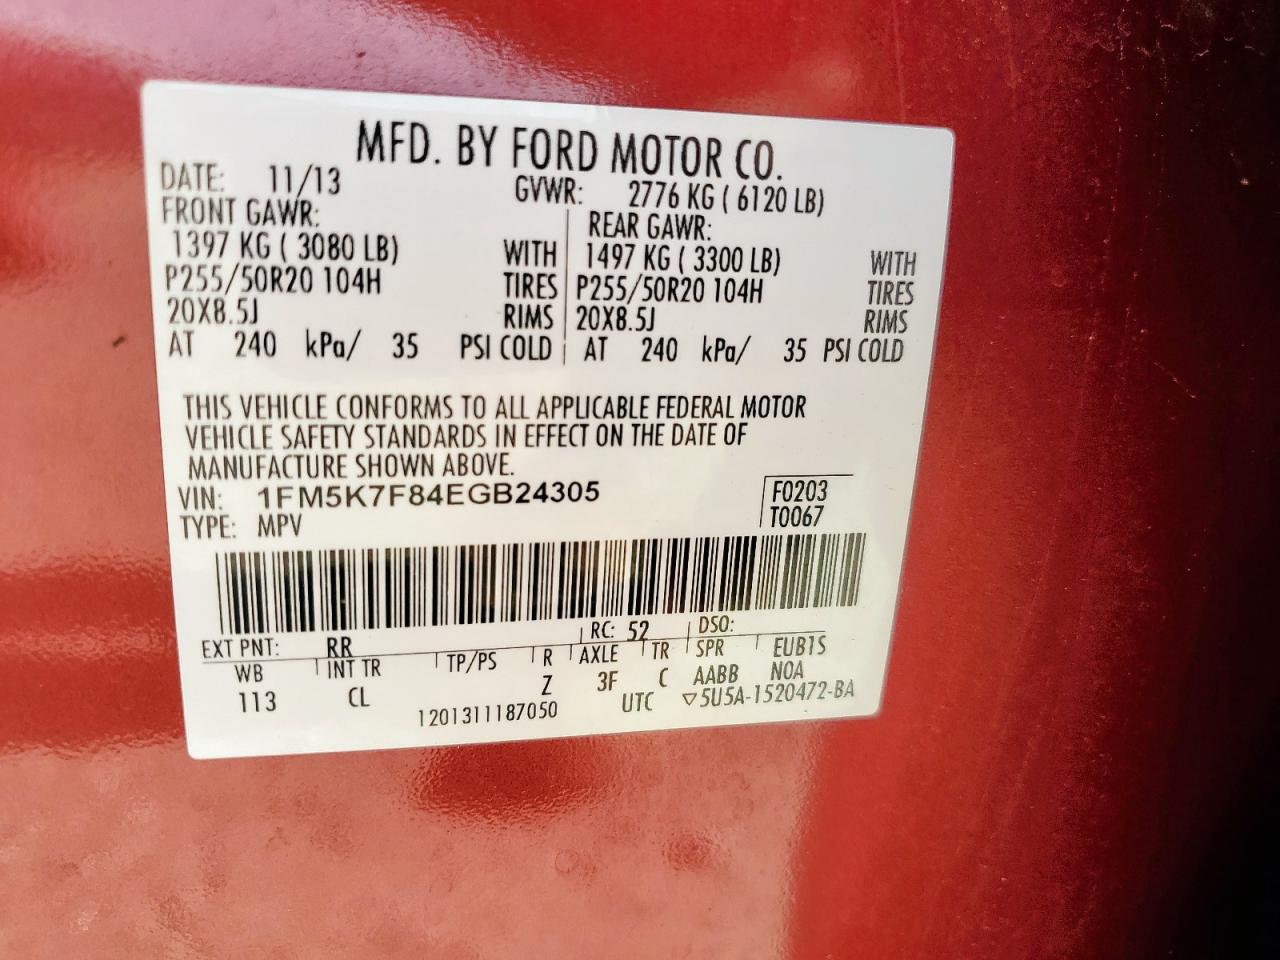 MFD. BY FORD MOTOR CO.
DATE: 11/13 GVWR: 2776 KG ( 6120 LB)
FRONT GAWR: REAR GAWR:
1397 KG ( 3080 LB) WITH 1497 KG ( 3300 LB) WITH
P255/50R20 104H TIRES P255/50R20 104H TIRES
20X8.5J RIMS 20X8.5J RIMS
AT 240 kPa/ 35 PSI COLD AT 240 kPa/ 35 PSI COLD
THIS VEHICLE CONFORMS TO ALL APPLICABLE FEDERAL MOTOR
VEHICLE SAFETY STANDARDS IN EFFECT ON THE DATE OF
MANUFACTURE SHOWN ABOVE.
VIN: 1FM5K7F84EGB24305 F0203
TYPE: MPV T0067
EXT PNT: RR RC: 52 DSO:
WB INT TR TP/PS R AXLE TR SPR EUB1S
113 CL Z 3F C AABB NOA
1201311187050 UTC ▽5U5A-1520472-BA